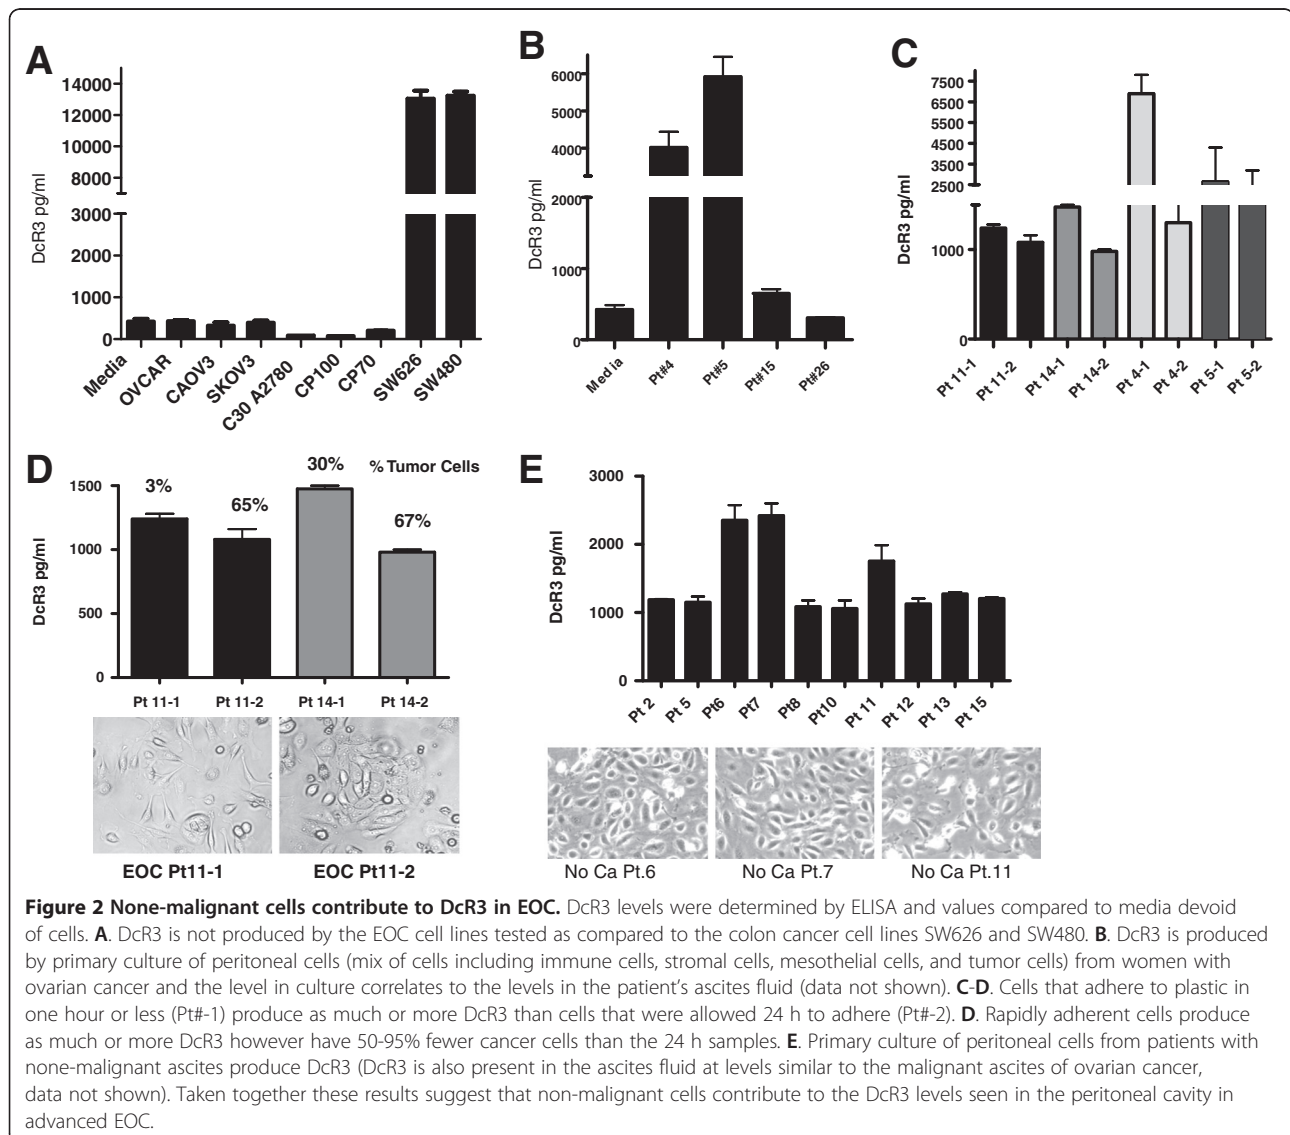 A
DcR3 pg/ml
14000
12000
10000
8000
3000
2000
1000
0
Media
OVCAR
CAOV3
SKOV3
C30 A2780
CP100
CP70
SW626
SW480
B
DcR3 pg/ml
6000
5000
4000
2000
1000
0
Media
Pt#4
Pt#5
Pt#15
Pt#26
C
DcR3 pg/ml
7500
6500
5500
4500
3500
2500
1000
0
Pt 11-1
Pt 11-2
Pt 14-1
Pt 14-2
Pt 4-1
Pt 4-2
Pt 5-1
Pt 5-2
D
DcR3 pg/ml
1500
1000
500
0
3%
65%
30%
67%
% Tumor Cells
Pt 11-1
Pt 11-2
Pt 14-1
Pt 14-2
EOC Pt11-1
EOC Pt11-2
E
DcR3 pg/ml
3000
2000
1000
0
Pt 2
Pt 5
Pt6
Pt7
Pt8
Pt10
Pt 11
Pt 12
Pt 13
Pt 15
No Ca Pt.6
No Ca Pt.7
No Ca Pt.11
Figure 2 None-malignant cells contribute to DcR3 in EOC. DcR3 levels were determined by ELISA and values compared to media devoid
of cells. A. DcR3 is not produced by the EOC cell lines tested as compared to the colon cancer cell lines SW626 and SW480. B. DcR3 is produced
by primary culture of peritoneal cells (mix of cells including immune cells, stromal cells, mesothelial cells, and tumor cells) from women with
ovarian cancer and the level in culture correlates to the levels in the patient's ascites fluid (data not shown). C-D. Cells that adhere to plastic in
one hour or less (Pt#-1) produce as much or more DcR3 than cells that were allowed 24 h to adhere (Pt#-2). D. Rapidly adherent cells produce
as much or more DcR3 however have 50-95% fewer cancer cells than the 24 h samples. E. Primary culture of peritoneal cells from patients with
none-malignant ascites produce DcR3 (DcR3 is also present in the ascites fluid at levels similar to the malignant ascites of ovarian cancer,
data not shown). Taken together these results suggest that non-malignant cells contribute to the DcR3 levels seen in the peritoneal cavity in
advanced EOC.